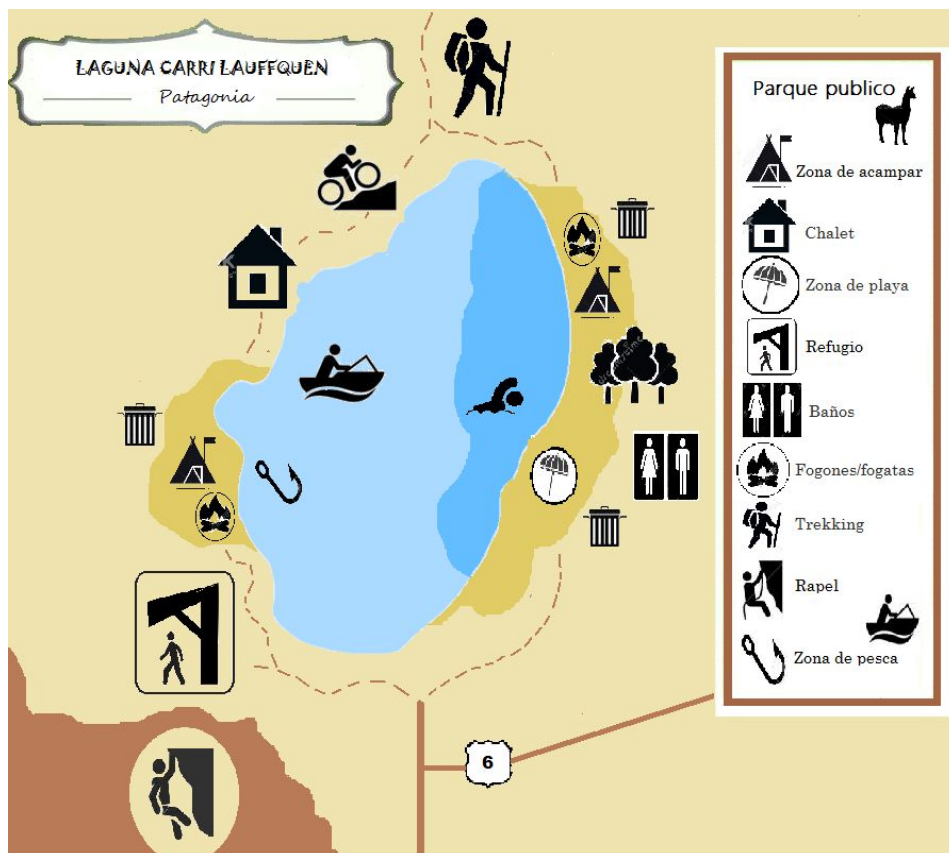 LAGUNA CARRI LAUFFQUEN
Patagonia
Parque publico
Zona de acampar
Chalet
Zona de playa
Refugio
Baños
Fogones/fogatas
Trekking
Rapel
Zona de pesca
6